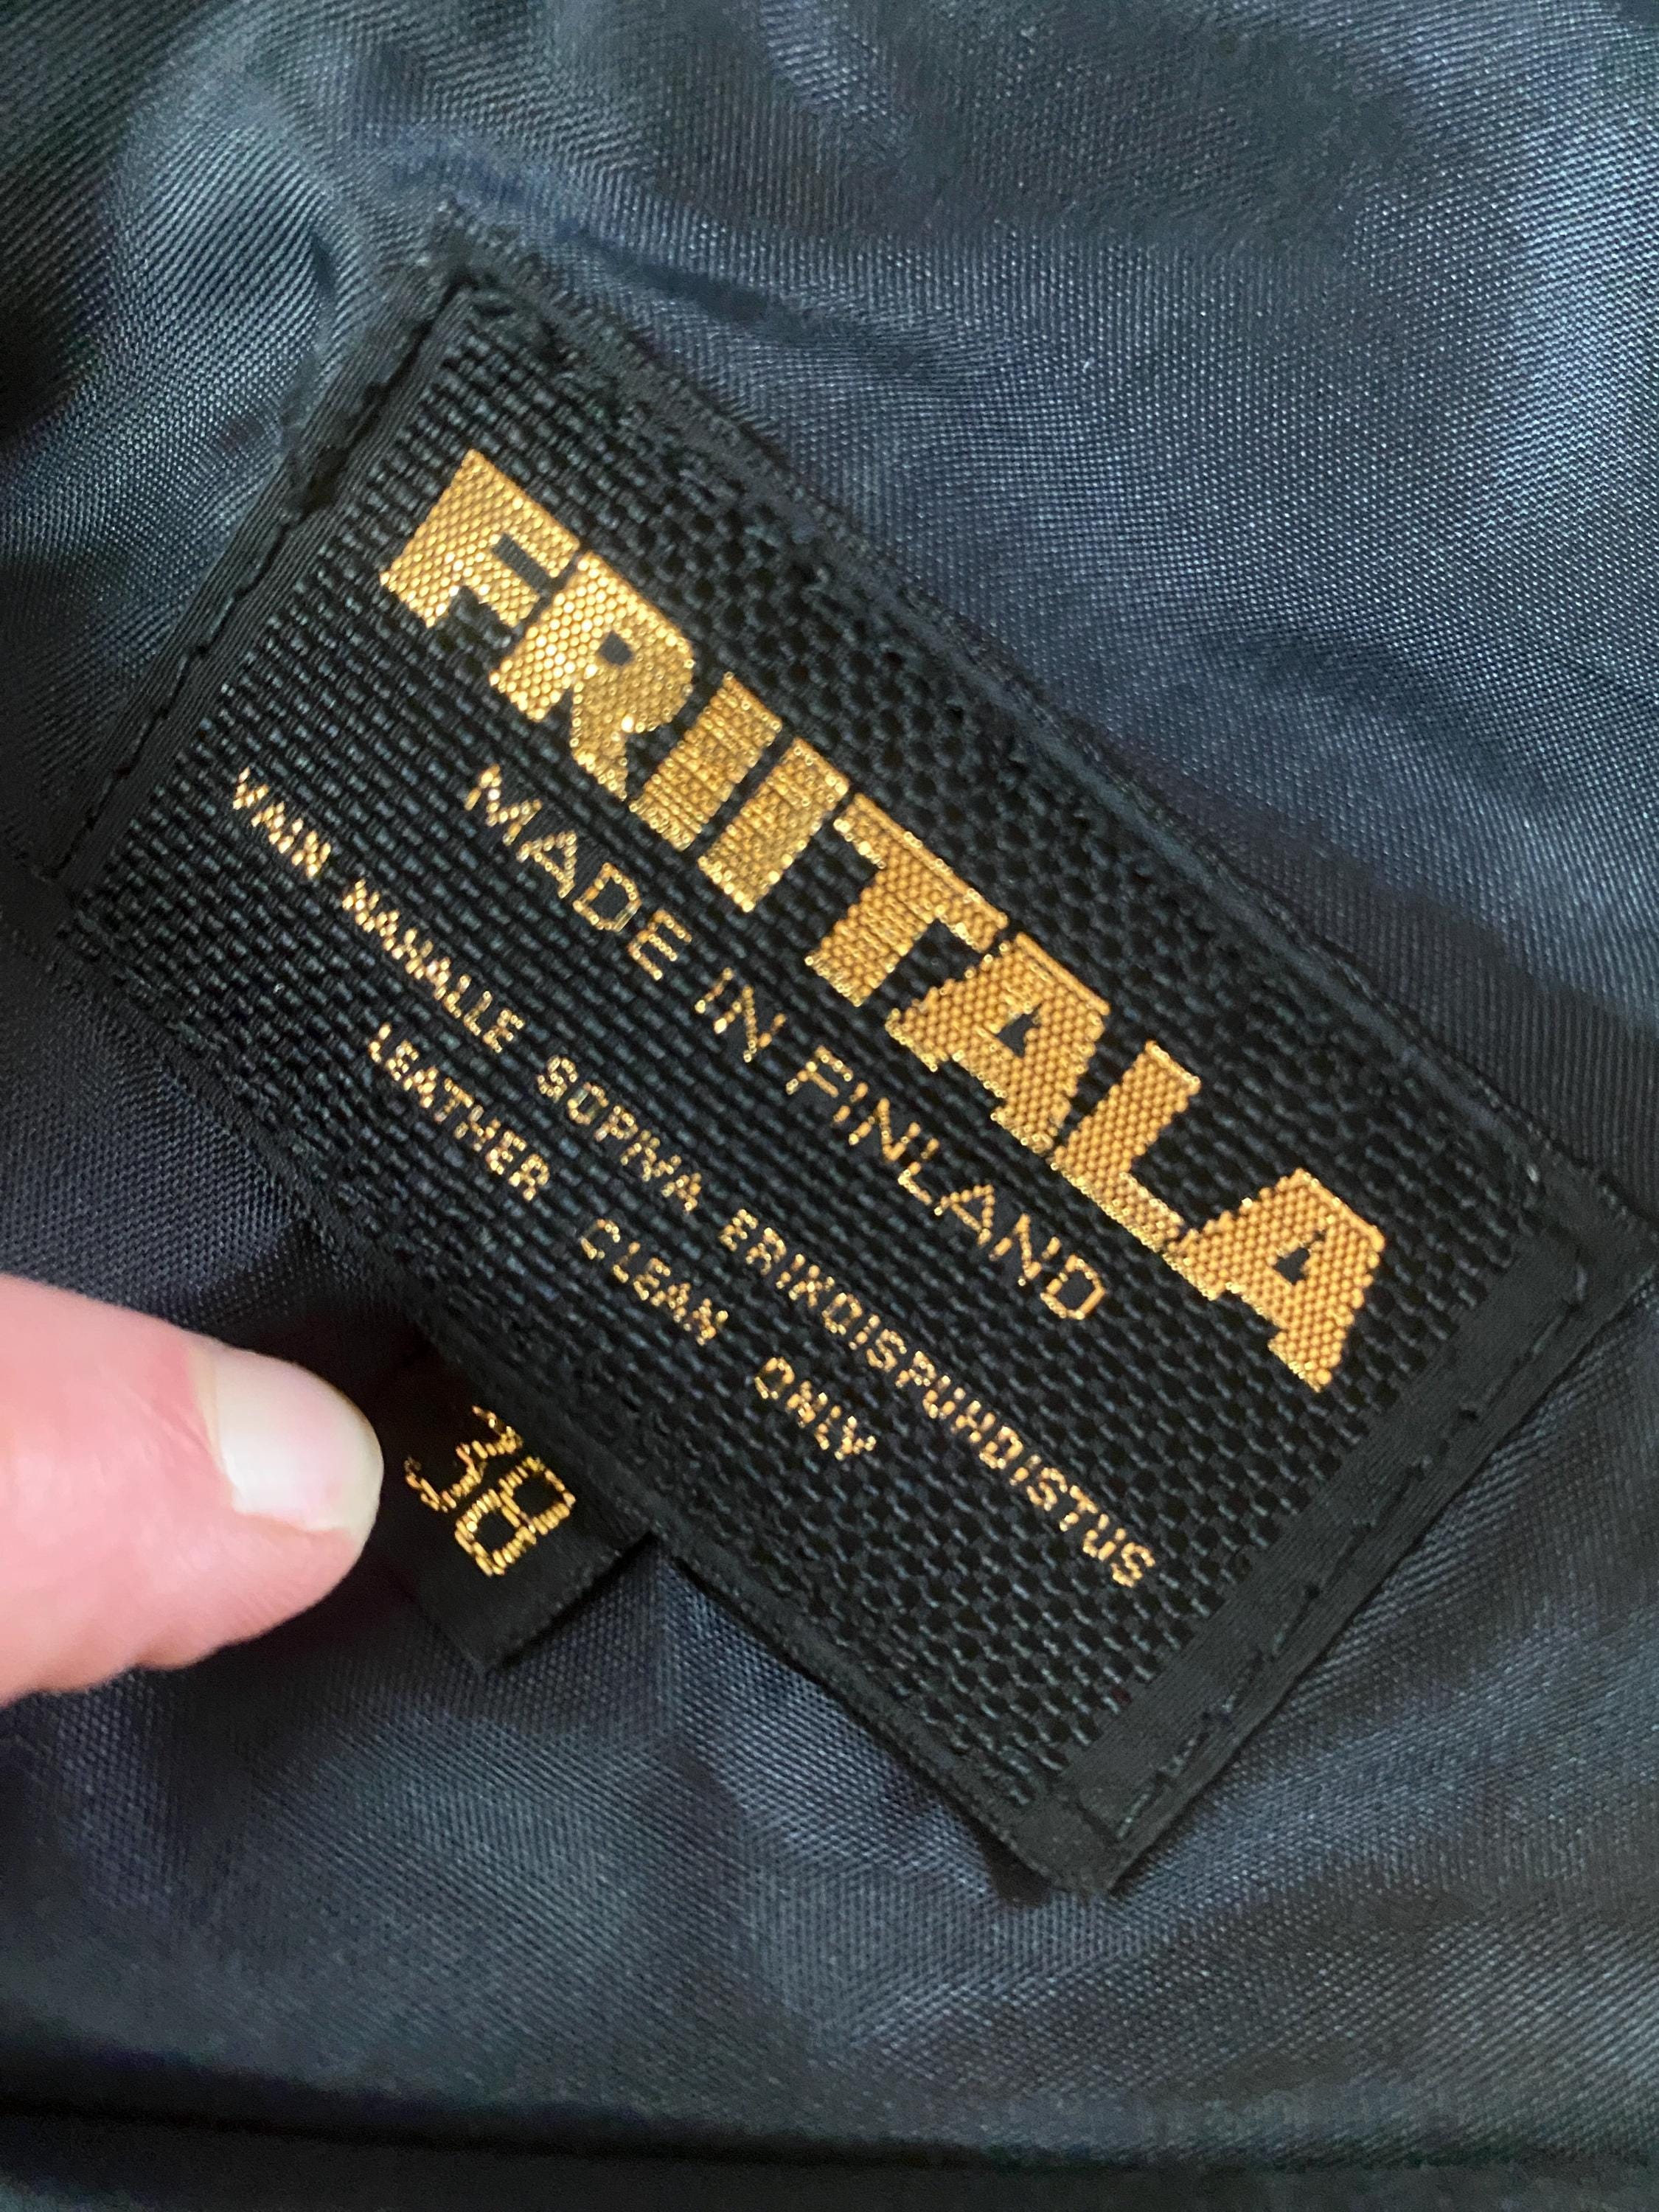 FRIITALA
MADE IN FINLAND
VAIN NAHALLE SOPIVA ERIKOISPUHDISTUS
LEATHER CLEAN ONLY
38